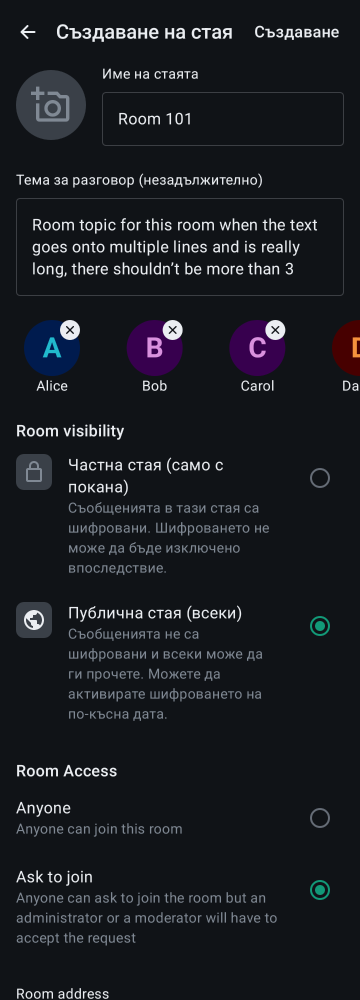 Създаване на стая
Създаване
Име на стаята
Room 101
Тема за разговор (незадължително)
Room topic for this room when the text
goes onto multiple lines and is really
long, there shouldn’t be more than 3
A
B
C
D
Alice
Bob
Carol
Da
Room visibility
Частна стая (само с
покана)
Съобщенията в тази стая са
шифровани. Шифроването не
може да бъде изключено
впоследствие.
Публична стая (всеки)
Съобщенията не са
шифровани и всеки може да
ги прочете. Можете да
активирате шифроването на
по-късна дата.
Room Access
Anyone
Anyone can join this room
Ask to join
Anyone can ask to join the room but an
administrator or a moderator will have to
accept the request
Room address